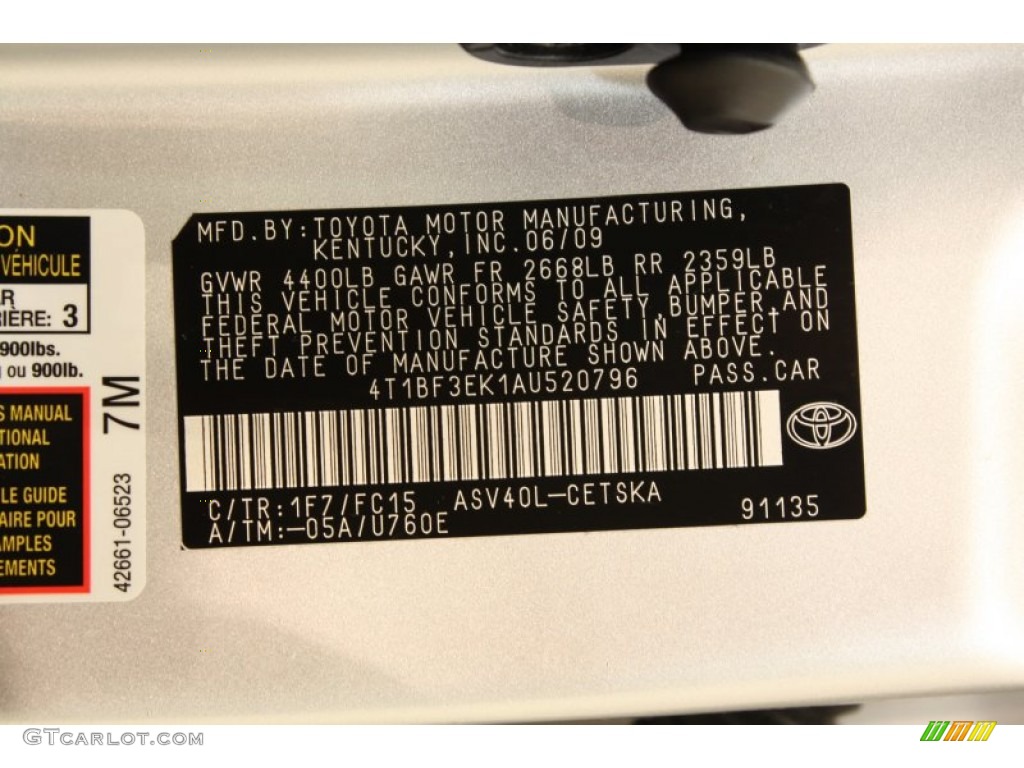 MFD. BY: TOYOTA MOTOR MANUFACTURING,
KENTUCKY, INC. 06/09
GVWR 4400LB GAWR FR 2668LB RR 2359LB
THIS VEHICLE CONFORMS TO ALL APPLICABLE
FEDERAL MOTOR VEHICLE SAFETY, BUMPER, AND
THEFT PREVENTION STANDARDS IN EFFECT ON
THE DATE OF MANUFACTURE SHOWN ABOVE.
4T1BF3EK1AU520796 PASS.CAR
C/TR: 1F7/FC15 ASV40L-CETSKA
A/TM:-05A/U760E 91135
ON
VÉHICULE
AR
IÈRE: 3
900lbs.
ou 900lb.
S MANUAL
TIONAL
ATION
LE GUIDE
AIRE POUR
AMPLES
EMENTS
7M
42661-06523
GTCARLOT.COM